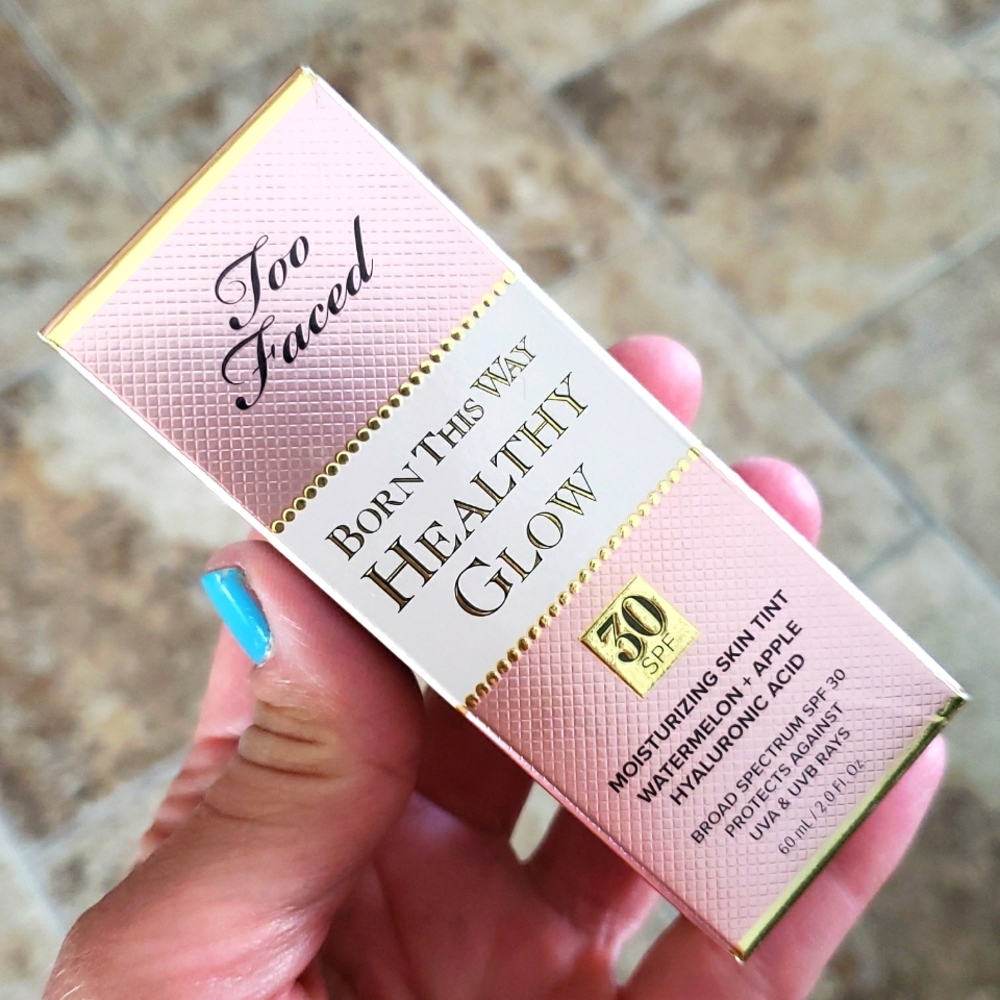 Too
Faced
BORN THIS WAY
HEALTHY
GLOW
30
SPF
MOISTURIZING SKIN TINT
WATERMELON + APPLE
HYALURONIC ACID
BROAD SPECTRUM SPF 30
PROTECTS AGAINST
UVA & UVB RAYS
60 mL / 2.0 Fl. Oz.